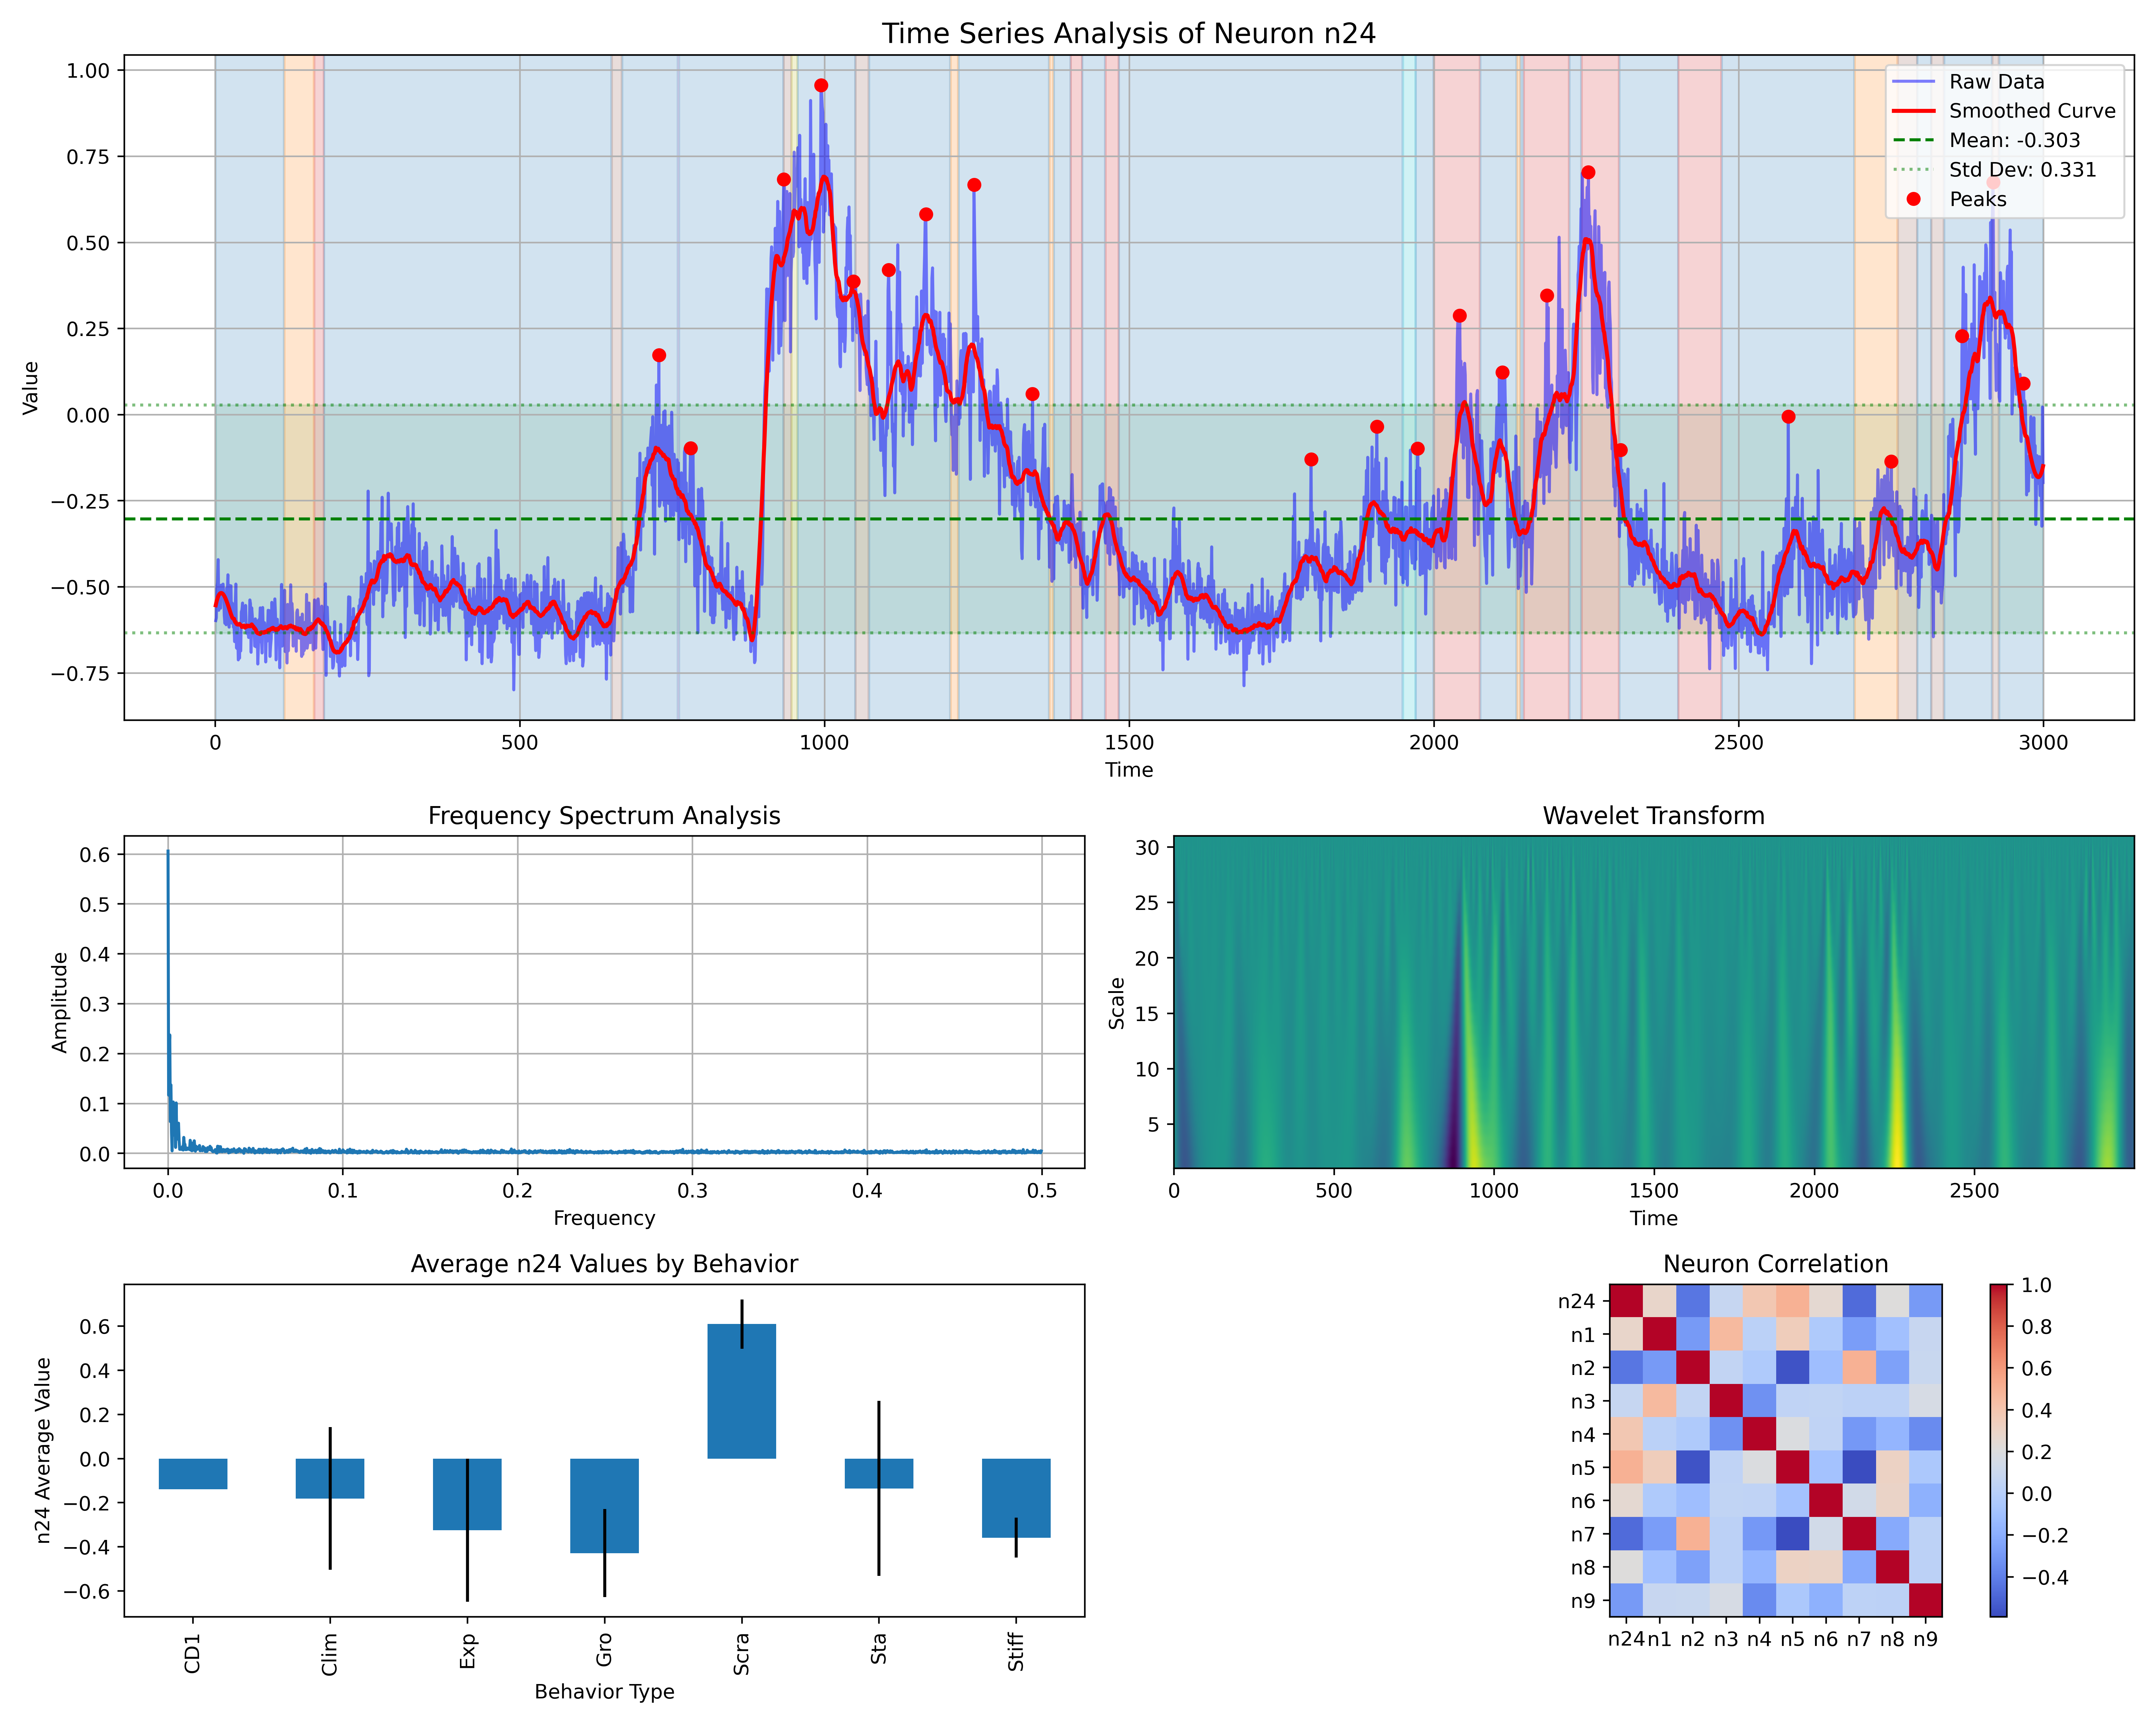 Time Series Analysis of Neuron n24
1.00
0.75
0.50
0.25
0.00
−0.25
−0.50
−0.75
Value
0 500 1000 1500 2000 2500 3000
Time
Raw Data
Smoothed Curve
Mean: -0.303
Std Dev: 0.331
Peaks
Frequency Spectrum Analysis
0.6
0.5
0.4
0.3
0.2
0.1
0.0
Amplitude
0.0 0.1 0.2 0.3 0.4 0.5
Frequency
Wavelet Transform
30
25
20
15
10
5
Scale
0 500 1000 1500 2000 2500
Time
Average n24 Values by Behavior
0.6
0.4
0.2
0.0
−0.2
−0.4
−0.6
n24 Average Value
CD1 Clim Exp Gro Scra Sta Stiff
Behavior Type
Neuron Correlation
n24
n1
n2
n3
n4
n5
n6
n7
n8
n9
n24 n1 n2 n3 n4 n5 n6 n7 n8 n9
1.0
0.8
0.6
0.4
0.2
0.0
−0.2
−0.4